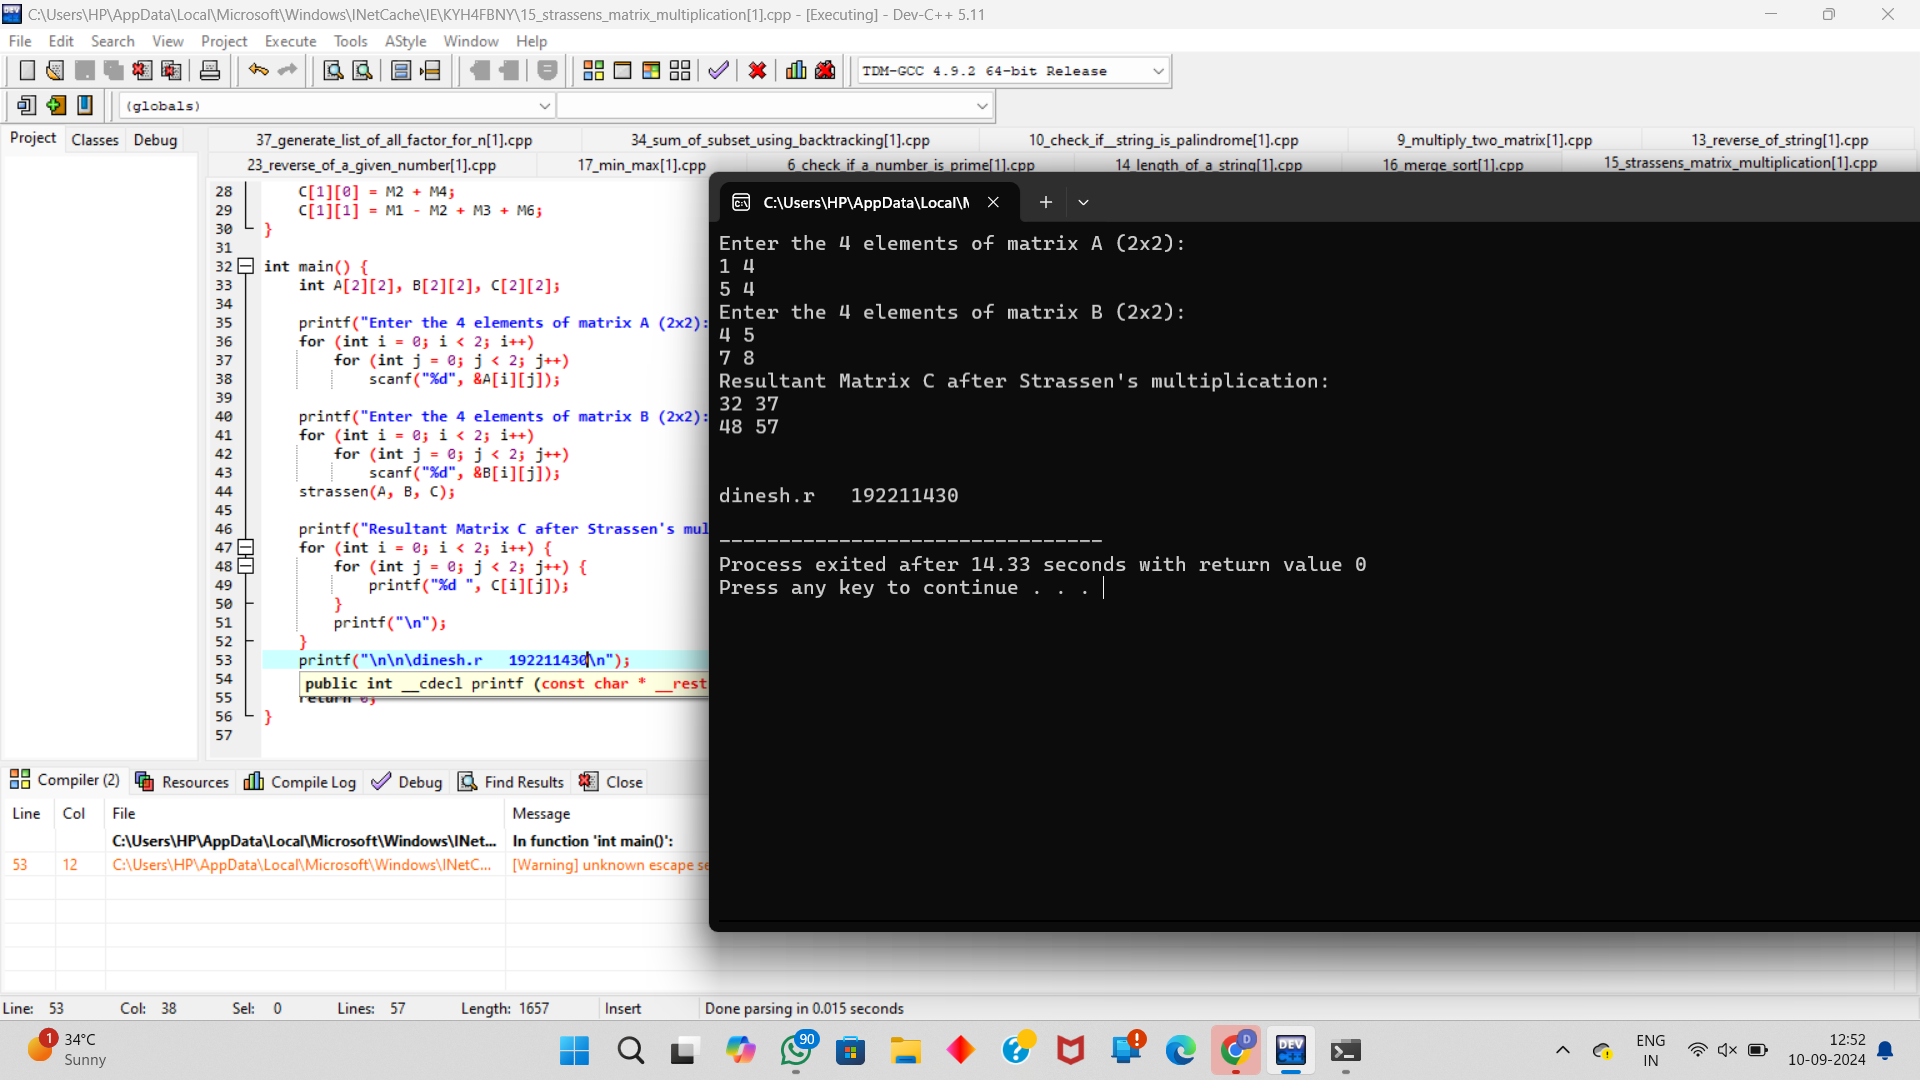 C:\Users\HP\AppData\Local\Microsoft\Windows\INetCache\IE\KYH4FBNY\15_strassens_matrix_multiplication[1].cpp - [Executing] - Dev-C++ 5.11
File Edit Search View Project Execute Tools AStyle Window Help
TDM-GCC 4.9.2 64-bit Release
(globals)
Project Classes Debug
37_generate_list_of_all_factor_for_n[1].cpp 34_sum_of_subset_using_backtracking[1].cpp 10_check_if__string_is_palindrome[1].cpp 9_multiply_two_matrix[1].cpp 13_reverse_of_string[1].cpp
23_reverse_of_a_given_number[1].cpp 17_min_max[1].cpp 6_check_if_a_number_is_prime[1].cpp 14_length_of_a_string[1].cpp 16_merge_sort[1].cpp 15_strassens_matrix_multiplication[1].cpp
28 C[1][0] = M2 + M4;
29 C[1][1] = M1 - M2 + M3 + M6;
30 }
31
32 int main() {
33 int A[2][2], B[2][2], C[2][2];
34
35 printf("Enter the 4 elements of matrix A (2x2):
36 for (int i = 0; i < 2; i++)
37 for (int j = 0; j < 2; j++)
38 scanf("%d", &A[i][j]);
39
40 printf("Enter the 4 elements of matrix B (2x2):
41 for (int i = 0; i < 2; i++)
42 for (int j = 0; j < 2; j++)
43 scanf("%d", &B[i][j]);
44 strassen(A, B, C);
45
46 printf("Resultant Matrix C after Strassen's mul
47 for (int i = 0; i < 2; i++) {
48 for (int j = 0; j < 2; j++) {
49 printf("%d ", C[i][j]);
50 }
51 printf("\n");
52 }
53 printf("\n\n\dinesh.r   192211430\n");
54 public int __cdecl printf (const char * __rest
55 return 0;
56 }
57
C:\Users\HP\AppData\Local\M
Enter the 4 elements of matrix A (2x2):
1 4
5 4
Enter the 4 elements of matrix B (2x2):
4 5
7 8
Resultant Matrix C after Strassen's multiplication:
32 37
48 57
dinesh.r   192211430
--------------------------------
Process exited after 14.33 seconds with return value 0
Press any key to continue . . .
Compiler (2) Resources Compile Log Debug Find Results Close
Line Col File Message
C:\Users\HP\AppData\Local\Microsoft\Windows\INet... In function 'int main()':
53 12 C:\Users\HP\AppData\Local\Microsoft\Windows\INetC... [Warning] unknown escape se
Line: 53 Col: 38 Sel: 0 Lines: 57 Length: 1657 Insert Done parsing in 0.015 seconds
1 34°C
Sunny
90
D
DEV C++
ENG
IN
12:52
10-09-2024